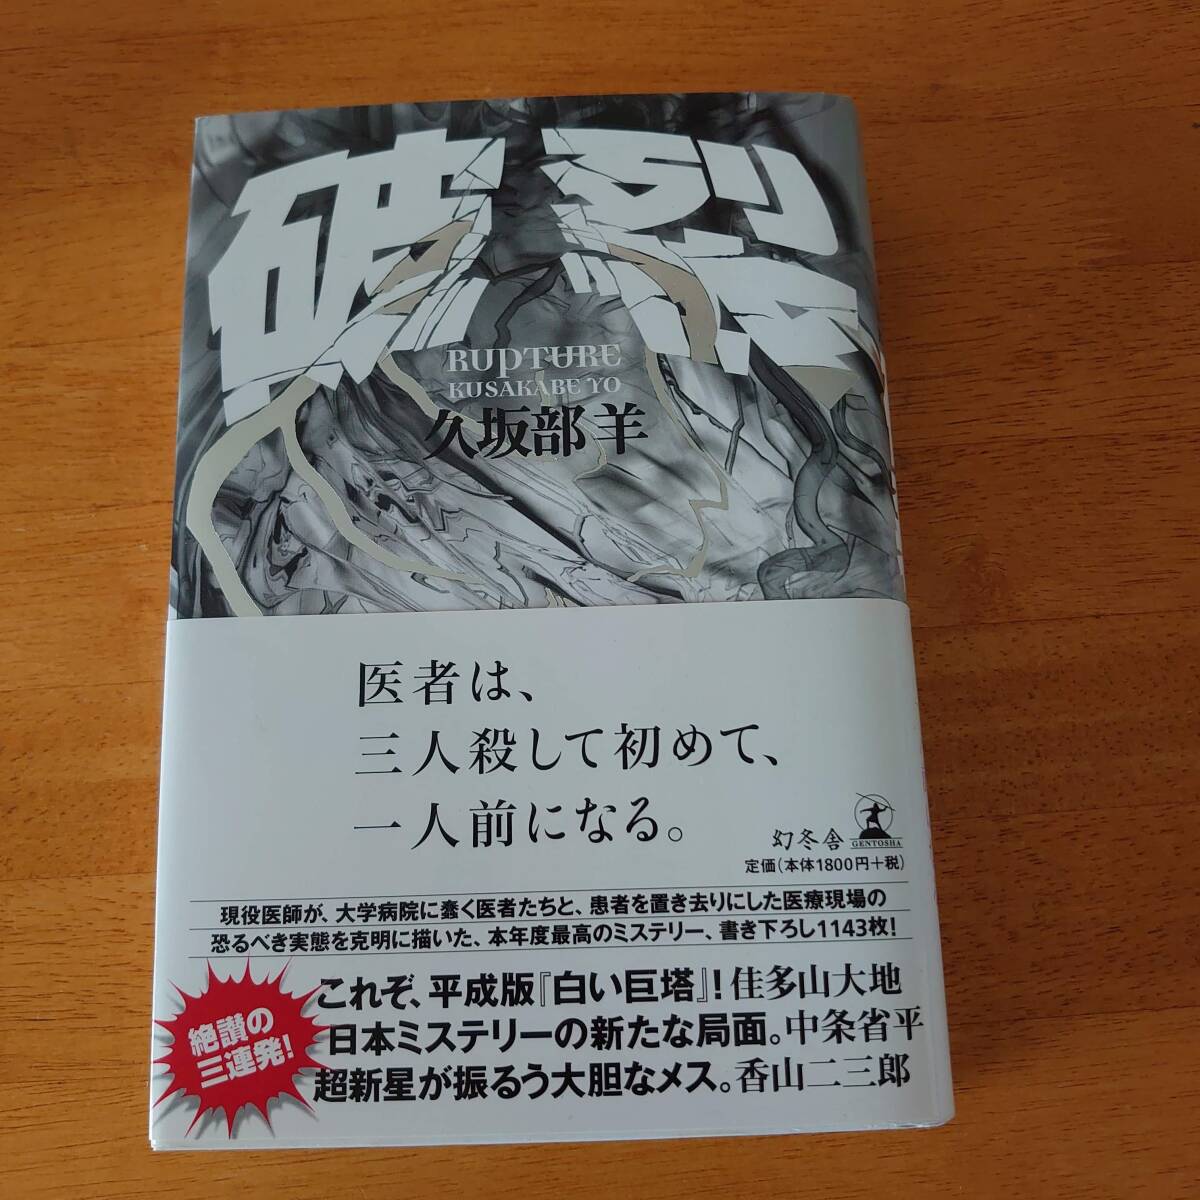 破裂
RUPTURE
KUSAKABE YO
久坂部 羊
医者は、
三人殺して初めて、
一人前になる。
幻冬舎
GENTOSHA
定価(本体1800円+税)
現役医師が、大学病院に蠢く医者たちと、患者を置き去りにした医療現場の
恐るべき実態を克明に描いた、本年度最高のミステリー、書き下ろし1143枚!
絶讃の
三連発!
これぞ、平成版『白い巨塔』!佳多山大地
日本ミステリーの新たな局面。中条省平
超新星が振るう大胆なメス。香山二三郎